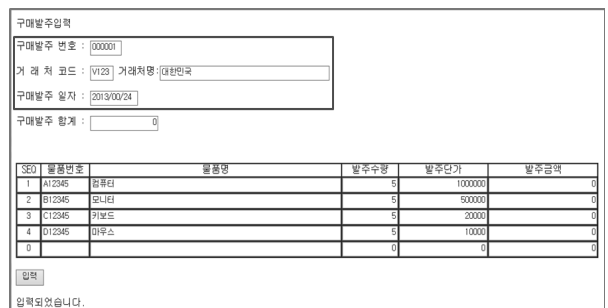 구매발주입력
구매발주 번호 : 000001
거 래 처 코드 : V123 거래처명: 대한민국
구매발주 일자 : 2013/00/24
구매발주 합계 : 0
SEQ 물품번호 물품명 발주수량 발주단가 발주금액
1 A12345 컴퓨터 5 1000000 0
2 B12345 모니터 5 500000 0
3 C12345 키보드 5 20000 0
4 D12345 마우스 5 10000 0
0 0 0 0
입력
입력되었습니다.